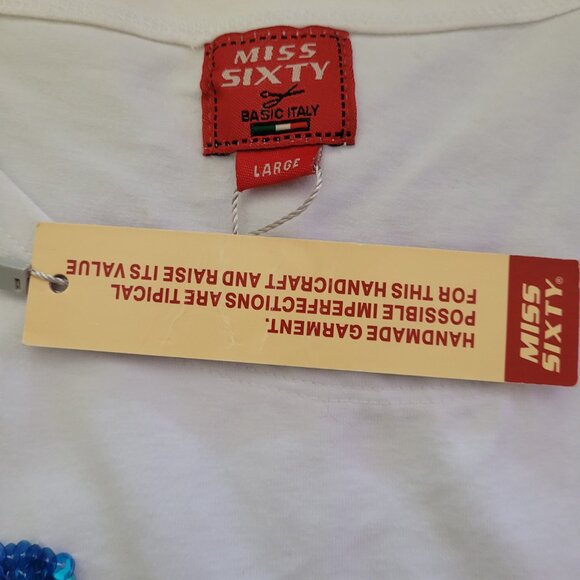 MISS
SIXTY
BASIC ITALY
LARGE
HANDMADE GARMENT.
POSSIBLE IMPERFECTIONS ARE TIPICAL
FOR THIS HANDICRAFT AND RAISE ITS VALUE
MISS
SIXTY®